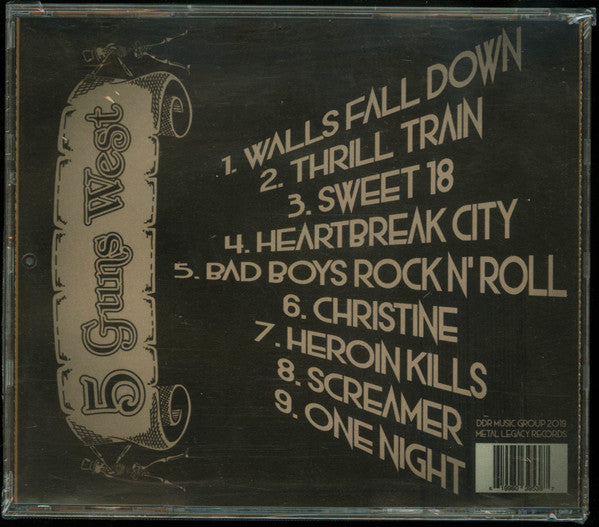 5 Guns West
1. WALLS FALL DOWN
2. THRILL TRAIN
3. SWEET 18
4. HEARTBREAK CITY
5. BAD BOYS ROCK N' ROLL
6. CHRISTINE
7. HEROIN KILLS
8. SCREAMER
9. ONE NIGHT
DDR MUSIC GROUP 2019
METAL LEGACY RECORDS